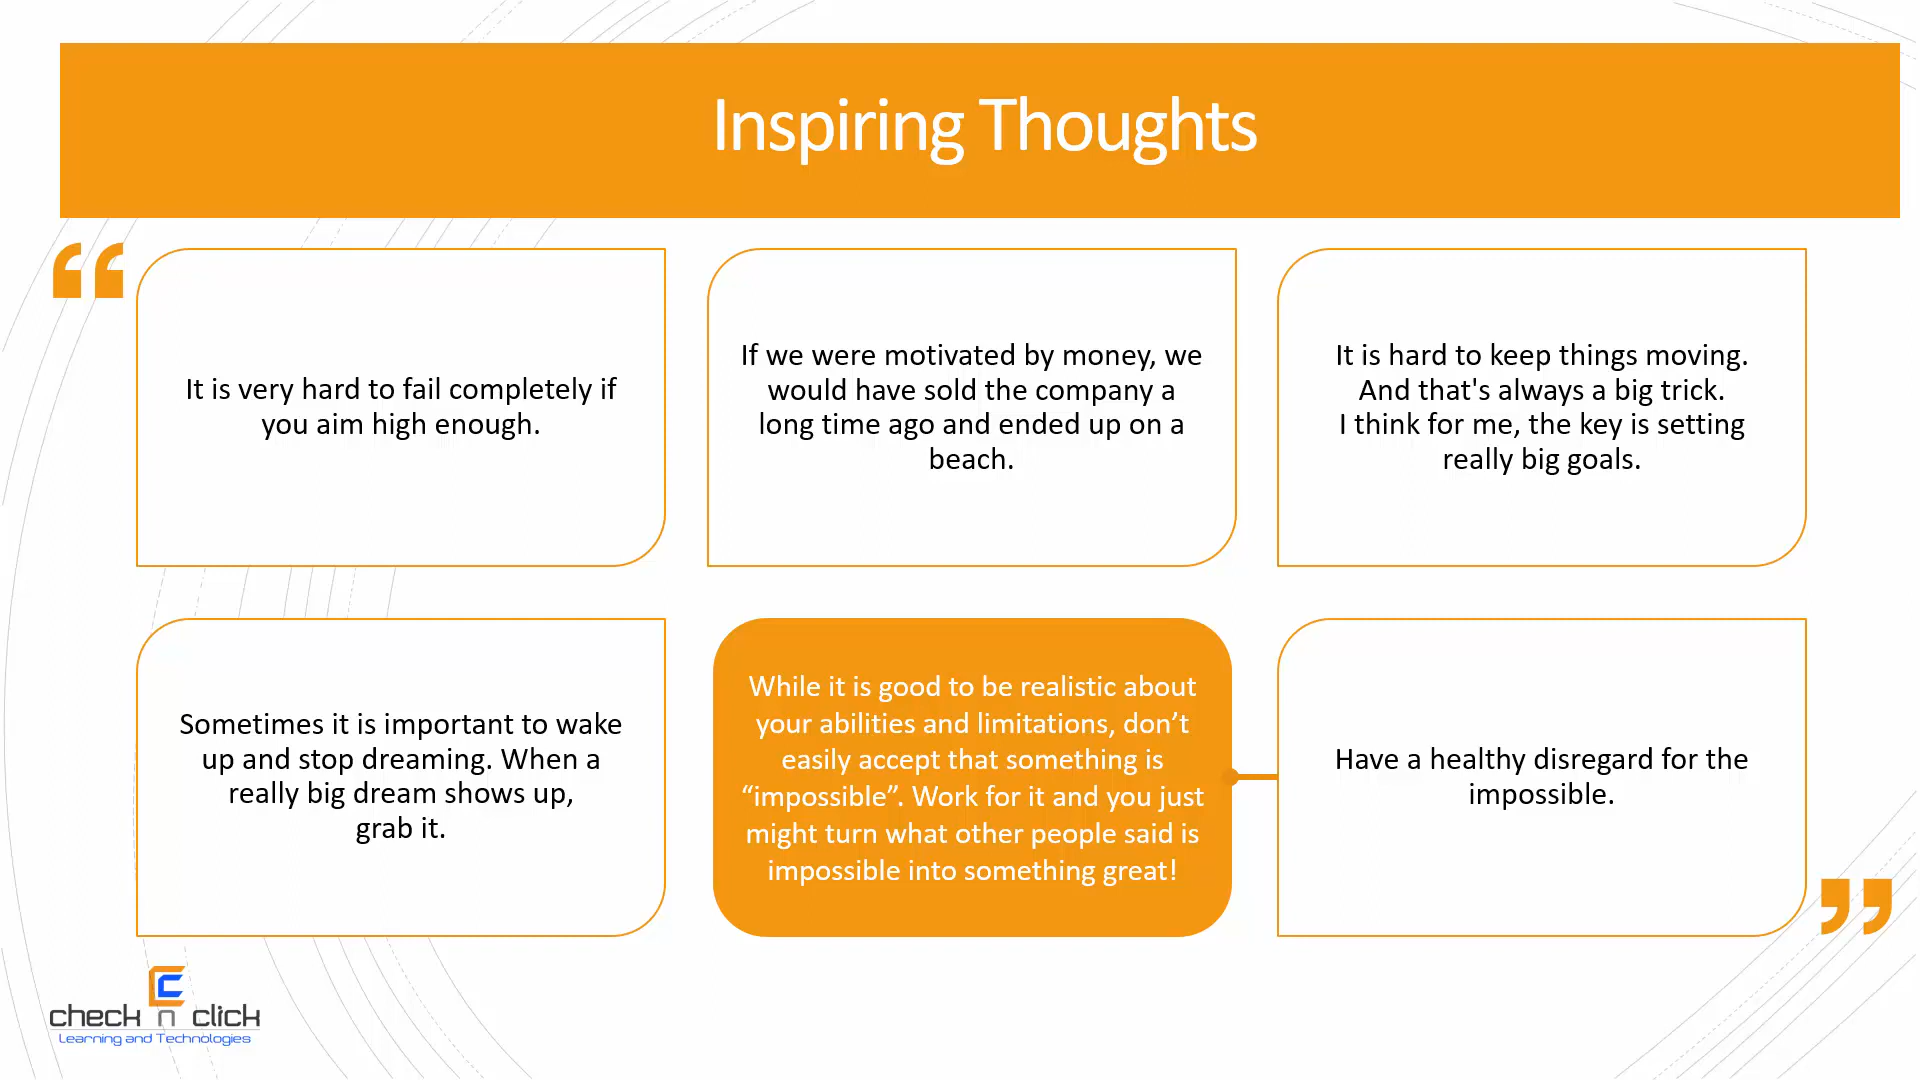 Inspiring Thoughts
“
It is very hard to fail completely if
you aim high enough.
If we were motivated by money, we
would have sold the company a
long time ago and ended up on a
beach.
It is hard to keep things moving.
And that's always a big trick.
I think for me, the key is setting
really big goals.
Sometimes it is important to wake
up and stop dreaming. When a
really big dream shows up,
grab it.
While it is good to be realistic about
your abilities and limitations, don’t
easily accept that something is
“impossible”. Work for it and you just
might turn what other people said is
impossible into something great!
Have a healthy disregard for the
impossible.
”
check n click
Learning and Technologies